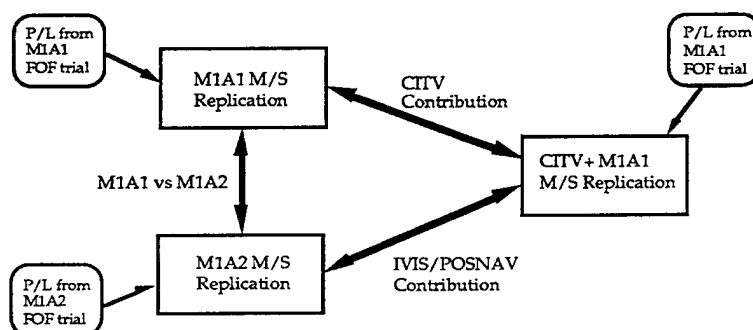 P/L from
M1A1
FOF trial
M1A1 M/S
Replication
CITV
Contribution
P/L from
M1A1
FOF trial
CITV+ M1A1
M/S Replication
M1A1 vs M1A2
M1A2 M/S
Replication
IVIS/POSNAV
Contribution
P/L from
M1A2
FOF trial